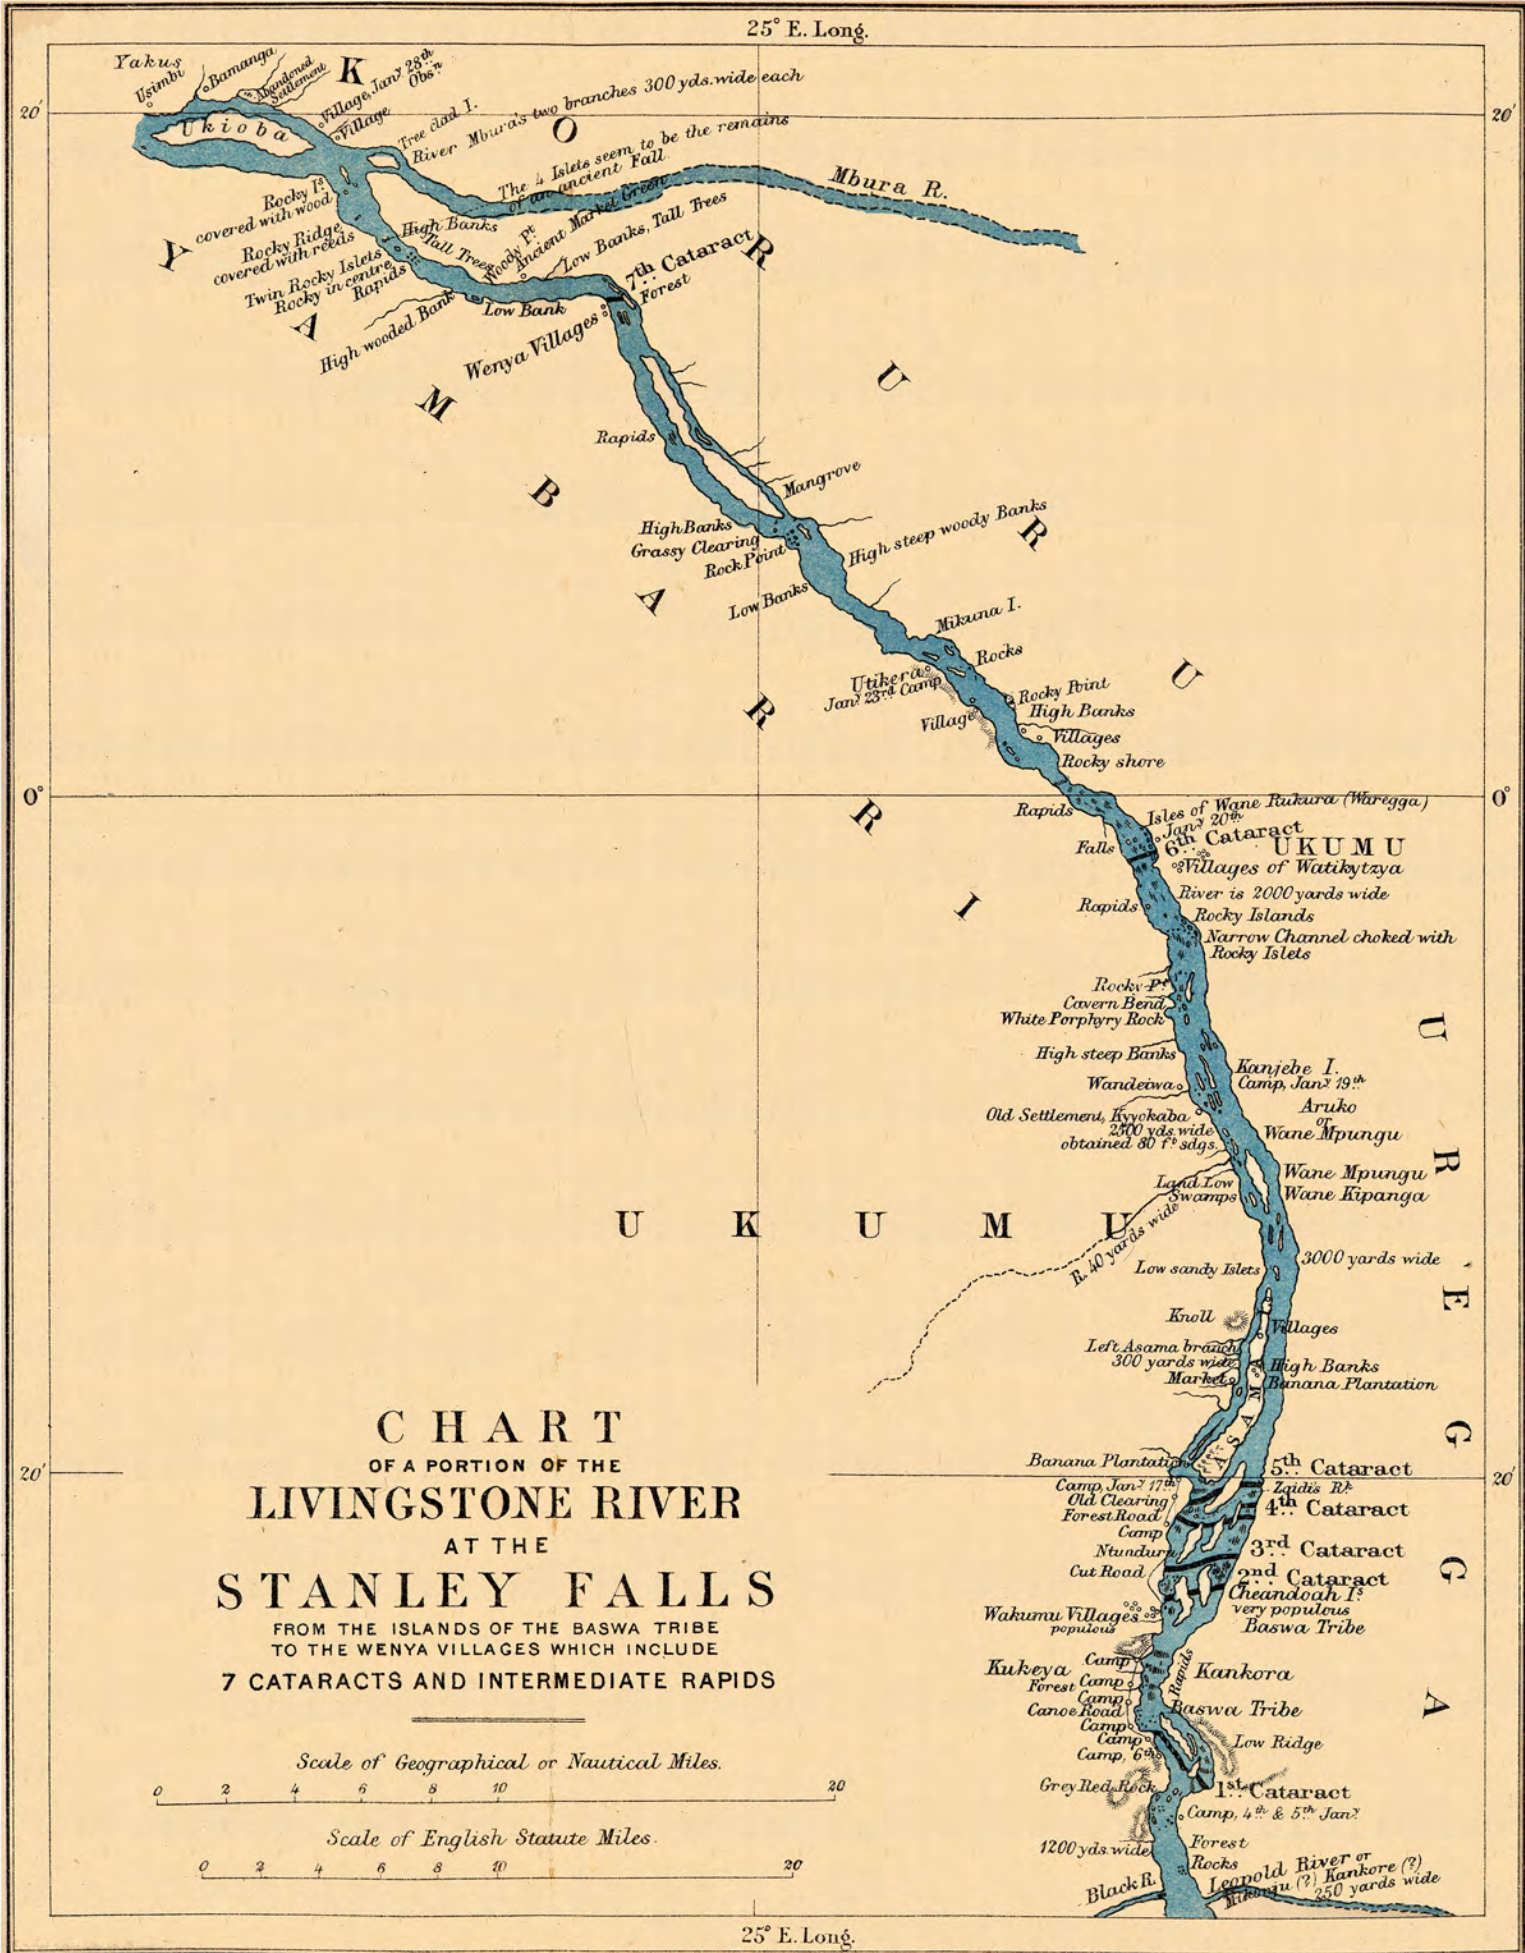 25° E. Long.
Yakus
Usimbi
Bamanga
Abandoned
Settlement
K
Village, Jany. 28th
Obsn
Village
Tree clad I.
River Mbura's two branches 300 yds. wide each
20'
20'
Ukioba
O
The 4 Islets seem to be the remains
of an ancient Fall
Mbura R.
Rocky Is
covered with wood
Rocky Ridge
covered with reeds
Twin Rocky Islets
Rocky in centre
Rapids
High Banks
Tall Trees
Woody Pt
Ancient Market Green
Low Banks, Tall Trees
Y
R
7th Cataract
Forest
High wooded Bank
Low Bank
A
Wenya Villages
M
U
Rapids
B
Mangrove
High Banks
Grassy Clearing
Rock Point
High steep woody Banks
R
Low Banks
A
Mikuna I.
Rocks
Utikera
Jany. 23rd Camp
U
Rocky Point
High Banks
Village
Villages
R
Rocky shore
0°
0°
Rapids
R
Isles of Wane Rukura (Waregga)
Jany 20th
6th Cataract
UKUMU
Falls
Villages of Watikytzya
I
River is 2000 yards wide
Rapids
Rocky Islands
Narrow Channel choked with
Rocky Islets
Rocky Pt
Cavern Bend
White Porphyry Rock
U
High steep Banks
Kanjebe I.
Camp, Jany. 19th
Wandeiwa
Aruko
or
Wane Mpungu
Old Settlement, Kyyokaba
2500 yds. wide
obtained 80 ft sdgs.
R
Wane Mpungu
Wane Kipanga
Land Low
Swamps
U K U M U
R. 40 yards wide
3000 yards wide
Low sandy Islets
E
Knoll
Villages
Left Asama branch
300 yards wide
Market
High Banks
Banana Plantation
ASAMA
G
Banana Plantation
5th Cataract
20'
20'
Camp, Jany. 17th
Old Clearing
Forest Road
Camp
Zaidis Rk
4th Cataract
Ntunduru
3rd Cataract
Cut Road
2nd Cataract
G
Cheandoah Is
very populous
Baswa Tribe
Wakumu Villages
populous
Camp
Rapids
Kukeya
Forest
Camp
Kankora
Camp
Canoe Road
Baswa Tribe
A
Camp
Camp
Camp, 6th
Low Ridge
Grey Red Rock
1st Cataract
Camp, 4th & 5th Jany.
1200 yds. wide
Forest
Rocks
Black R.
Leopold River or
Kankore (?)
250 yards wide
CHART
OF A PORTION OF THE
LIVINGSTONE RIVER
AT THE
STANLEY FALLS
FROM THE ISLANDS OF THE BASWA TRIBE
TO THE WENYA VILLAGES WHICH INCLUDE
7 CATARACTS AND INTERMEDIATE RAPIDS
Scale of Geographical or Nautical Miles.
0 2 4 6 8 10 20
Scale of English Statute Miles.
0 2 4 6 8 10 20
25° E. Long.